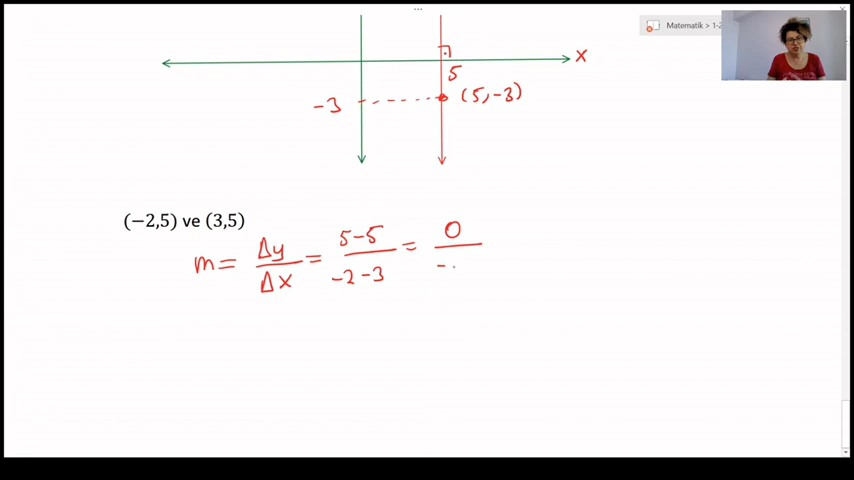 Matematik > 1-2
x
5
-3 (5,-3)
(−2,5) ve (3,5)
m = Δy/Δx = 5-5/-2-3 = 0/-